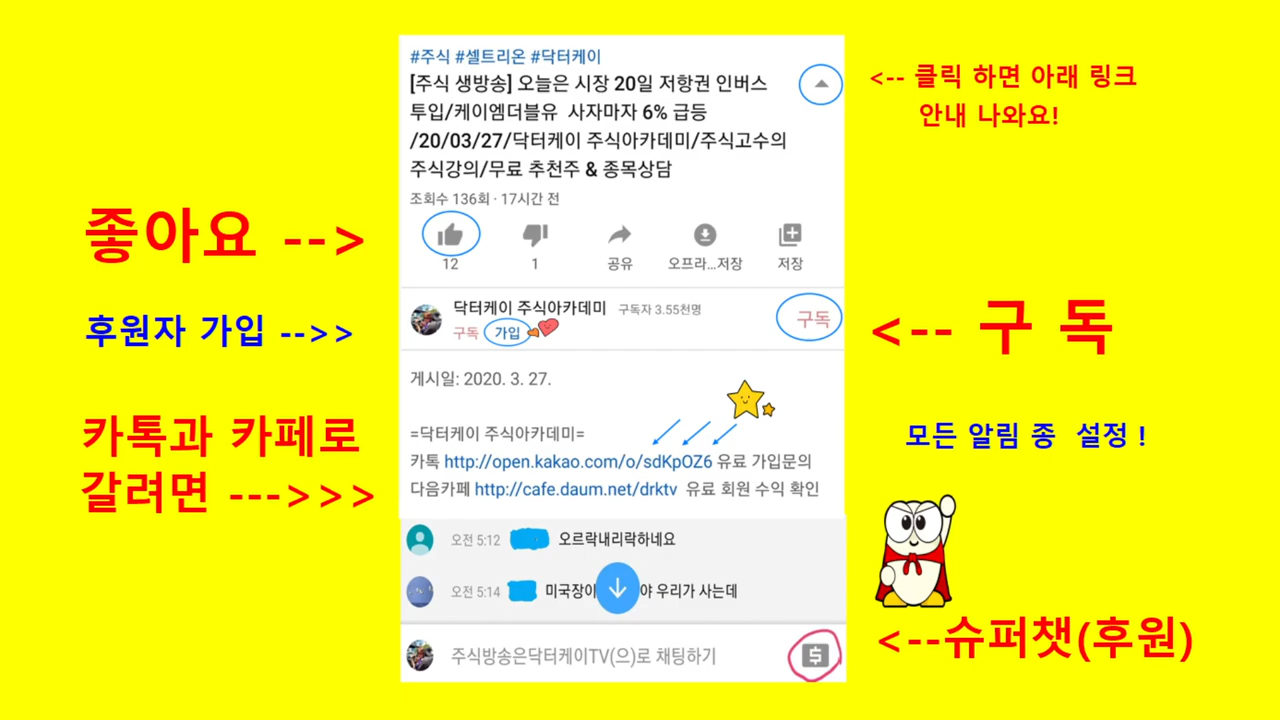 #주식 #셀트리온 #닥터케이
[주식 생방송] 오늘은 시장 20일 저항권 인버스
투입/케이엠더블유 사자마자 6% 급등
/20/03/27/닥터케이 주식아카데미/주식고수의
주식강의/무료 추천주 & 종목상담
조회수 136회 · 17시간 전
<-- 클릭 하면 아래 링크
안내 나와요!
좋아요 -->
12
1
공유
오프라...저장
저장
후원자 가입 -->>
닥터케이 주식아카데미 구독자 3.55천명
구독 가입
구독
<-- 구 독
게시일: 2020. 3. 27.
카톡과 카페로
갈려면 --->>>
=닥터케이 주식아카데미=
카톡 http://open.kakao.com/o/sdKpOZ6 유료 가입문의
다음카페 http://cafe.daum.net/drktv 유료 회원 수익 확인
모든 알림 종 설정 !
오전 5:12 오르락내리락하네요
오전 5:14 미국장이 야 우리가 사는데
주식방송은닥터케이TV(으)로 채팅하기
$
<--슈퍼챗(후원)